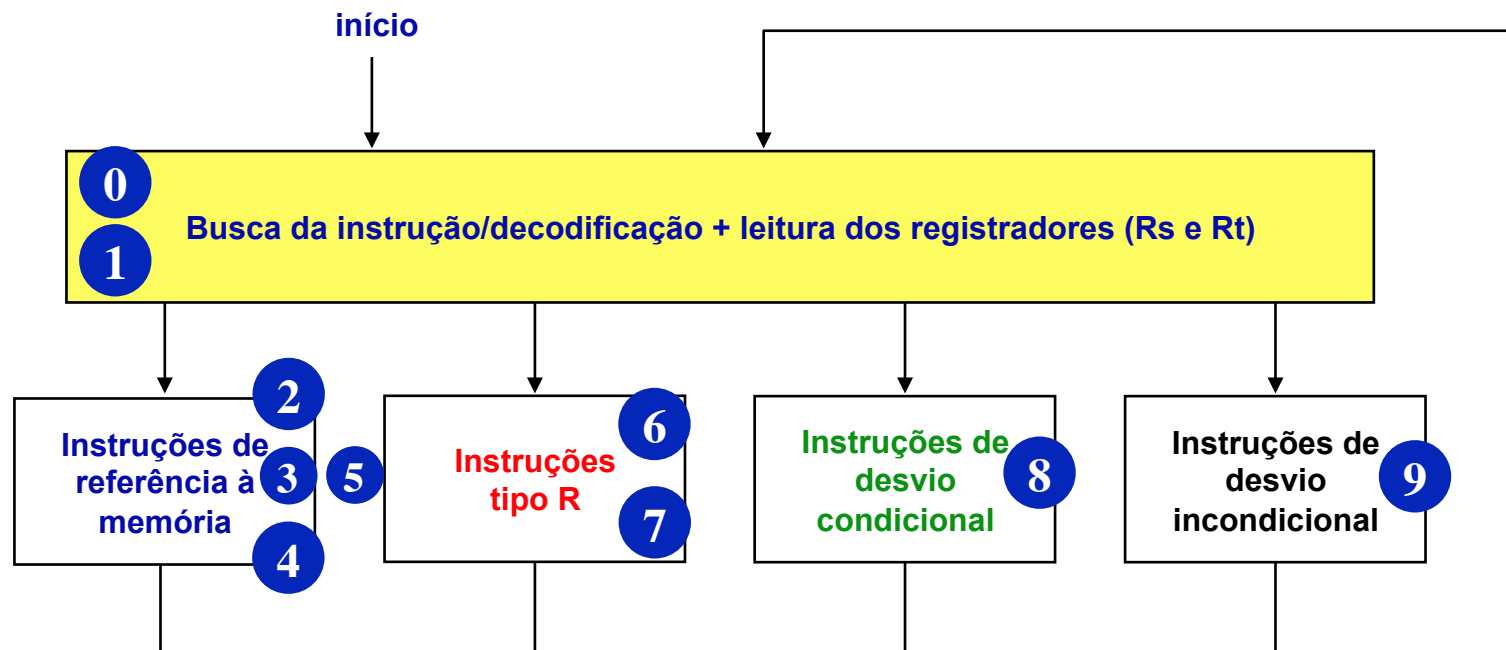 início
0
1
Busca da instrução/decodificação + leitura dos registradores (Rs e Rt)
2
Instruções de
referência à
memória
3
5
4
6
Instruções
tipo R
7
Instruções de
desvio
condicional
8
Instruções de
desvio
incondicional
9